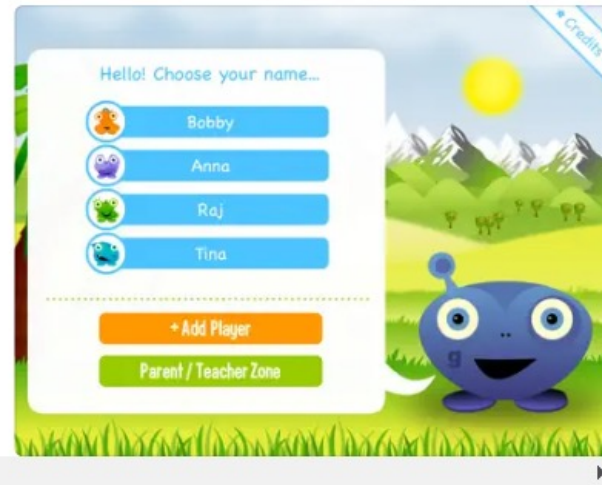 ★ Credits
Hello! Choose your name...
Bobby
Anna
Raj
Tina
+ Add Player
Parent / Teacher Zone
g